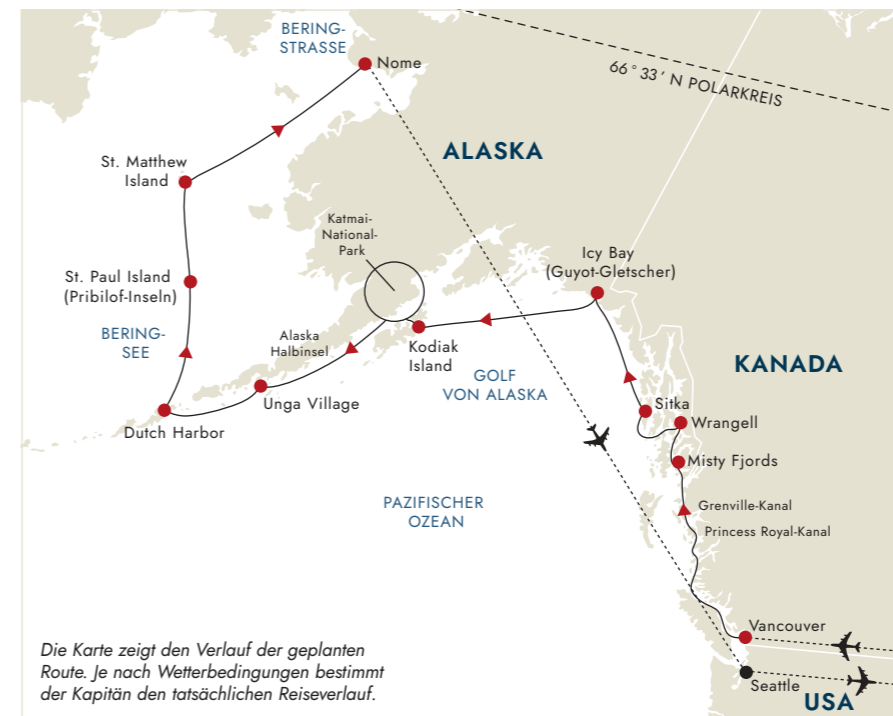 BERING-
STRASSE
Nome
66°33' N POLARKREIS
ALASKA
St. Matthew
Island
Katmai-
National-
Park
Icy Bay
(Guyot-Gletscher)
St. Paul Island
(Pribilof-Inseln)
BERING-
SEE
Alaska
Halbinsel
Kodiak
Island
KANADA
GOLF
VON ALASKA
Unga Village
Sitka
Dutch Harbor
Wrangell
Misty Fjords
PAZIFISCHER
OZEAN
Grenville-Kanal
Princess Royal-Kanal
Vancouver
Die Karte zeigt den Verlauf der geplanten
Route. Je nach Wetterbedingungen bestimmt
der Kapitän den tatsächlichen Reiseverlauf.
Seattle
USA